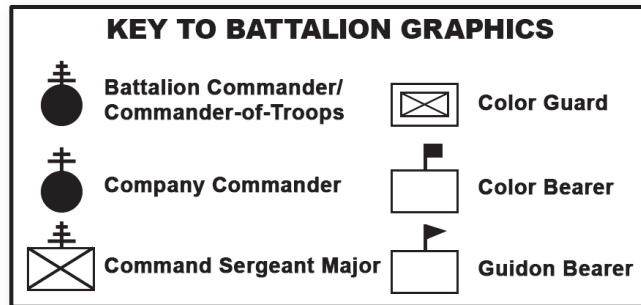 KEY TO BATTALION GRAPHICS
Battalion Commander/
Commander-of-Troops
Company Commander
Command Sergeant Major
Color Guard
Color Bearer
Guidon Bearer